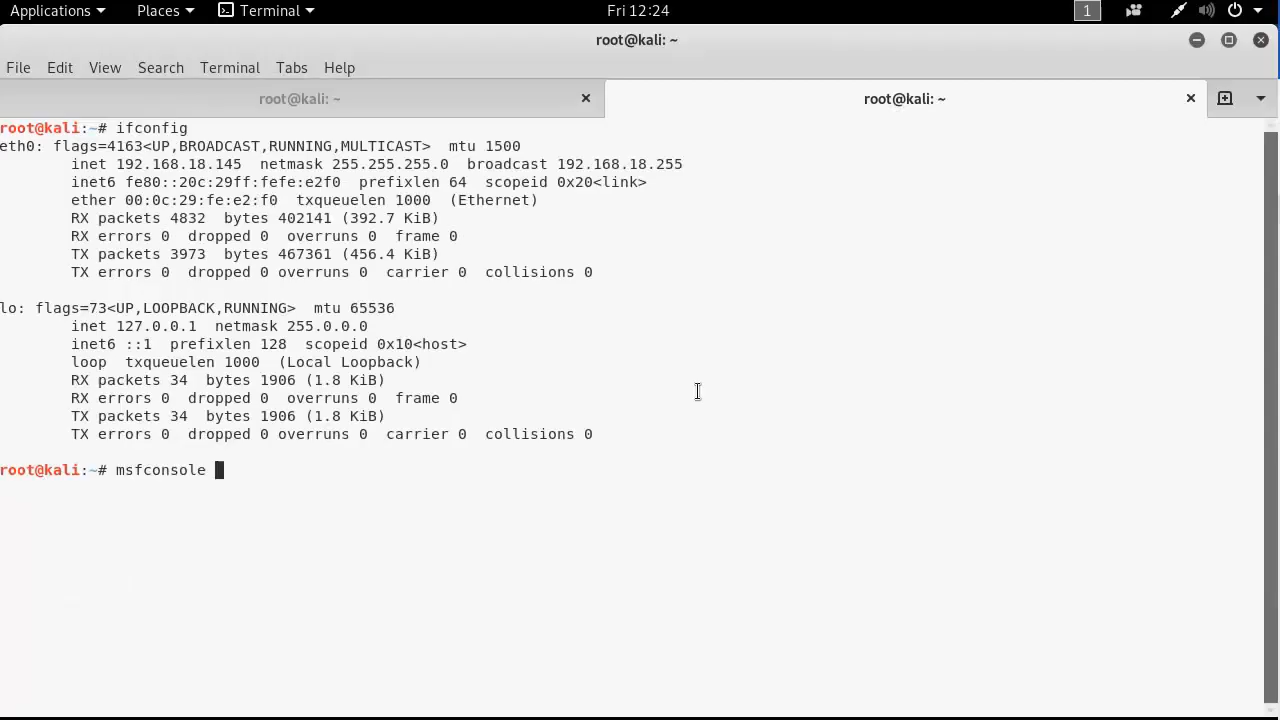 Applications Places Terminal Fri 12:24 1
root@kali: ~
File Edit View Search Terminal Tabs Help
root@kali: ~ root@kali: ~
root@kali:~# ifconfig
eth0: flags=4163<UP,BROADCAST,RUNNING,MULTICAST>  mtu 1500
        inet 192.168.18.145  netmask 255.255.255.0  broadcast 192.168.18.255
        inet6 fe80::20c:29ff:fefe:e2f0  prefixlen 64  scopeid 0x20<link>
        ether 00:0c:29:fe:e2:f0  txqueuelen 1000  (Ethernet)
        RX packets 4832  bytes 402141 (392.7 KiB)
        RX errors 0  dropped 0  overruns 0  frame 0
        TX packets 3973  bytes 467361 (456.4 KiB)
        TX errors 0  dropped 0 overruns 0  carrier 0  collisions 0
lo: flags=73<UP,LOOPBACK,RUNNING>  mtu 65536
        inet 127.0.0.1  netmask 255.0.0.0
        inet6 ::1  prefixlen 128  scopeid 0x10<host>
        loop  txqueuelen 1000  (Local Loopback)
        RX packets 34  bytes 1906 (1.8 KiB)
        RX errors 0  dropped 0  overruns 0  frame 0
        TX packets 34  bytes 1906 (1.8 KiB)
        TX errors 0  dropped 0 overruns 0  carrier 0  collisions 0
root@kali:~# msfconsole